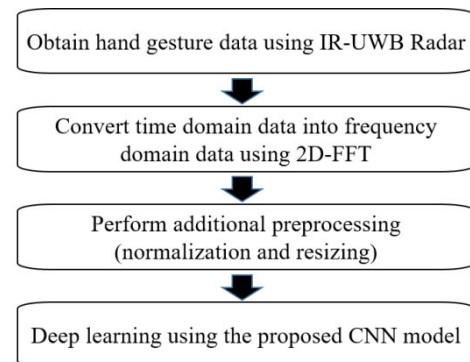 Obtain hand gesture data using IR-UWB Radar
Convert time domain data into frequency
domain data using 2D-FFT
Perform additional preprocessing
(normalization and resizing)
Deep learning using the proposed CNN model